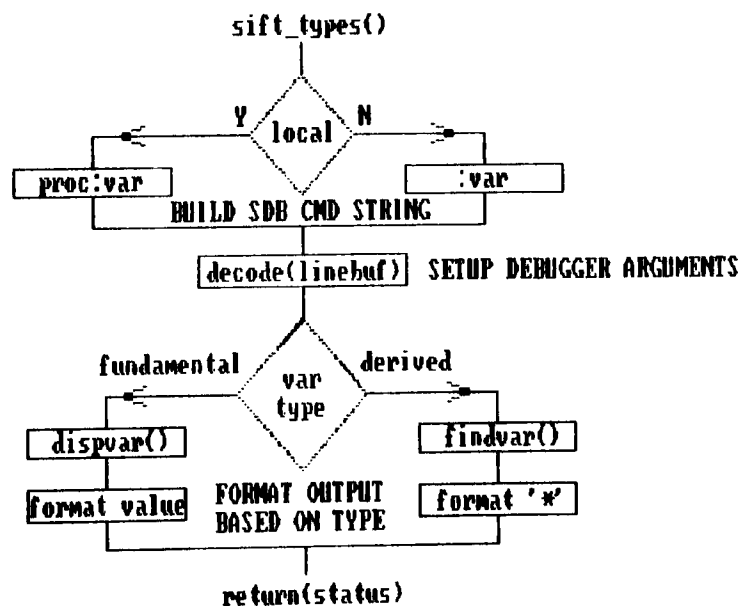 sift_types()
Y
N
local
proc:var
:var
BUILD SDB CMD STRING
decode(linebuf)
SETUP DEBUGGER ARGUMENTS
fundamental
derived
var
type
dispvar()
findvar()
format value
FORMAT OUTPUT
BASED ON TYPE
format '*'
return(status)